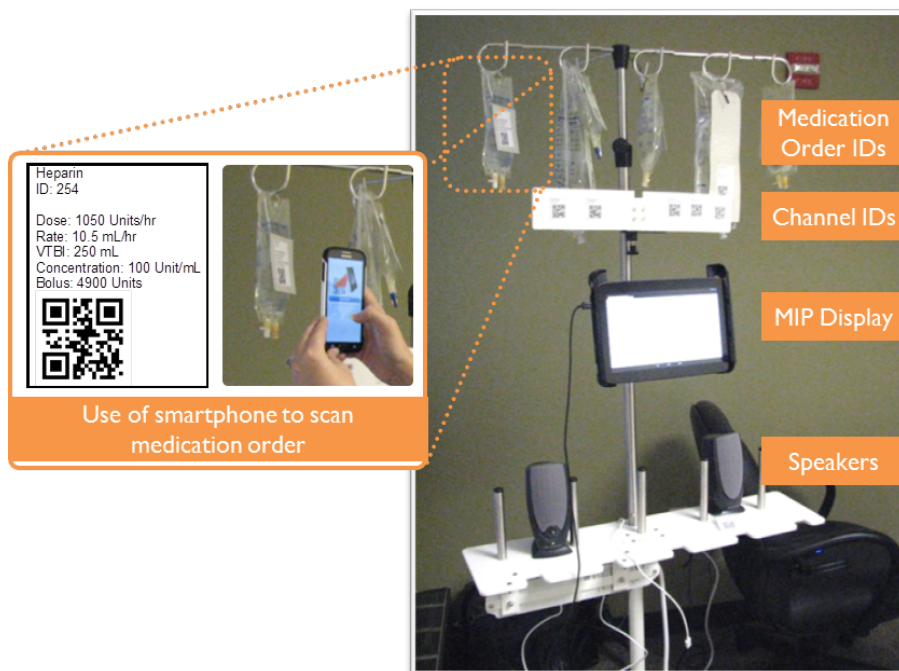 Heparin
ID: 254
Dose: 1050 Units/hr
Rate: 10.5 mL/hr
VTBI: 250 mL
Concentration: 100 Unit/mL
Bolus: 4900 Units
Use of smartphone to scan
medication order
Medication
Order IDs
Channel IDs
MIP Display
Speakers